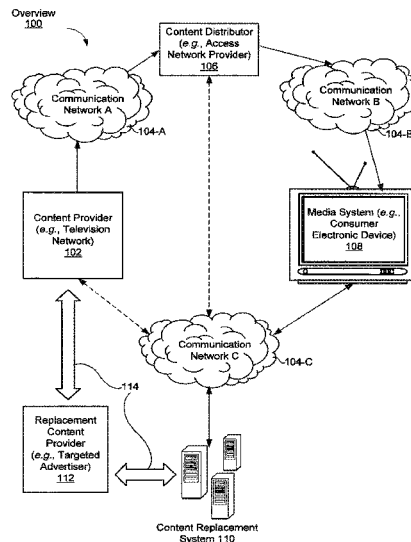 Overview
100
Content Distributor
(e.g., Access
Network Provider)
106
Communication
Network A
104-A
Communication
Network B
104-B
Content Provider
(e.g., Television
Network)
102
Media System (e.g.,
Consumer
Electronic Device)
108
Communication
Network C
104-C
114
Replacement
Content
Provider
(e.g., Targeted
Advertiser)
112
Content Replacement
System 110